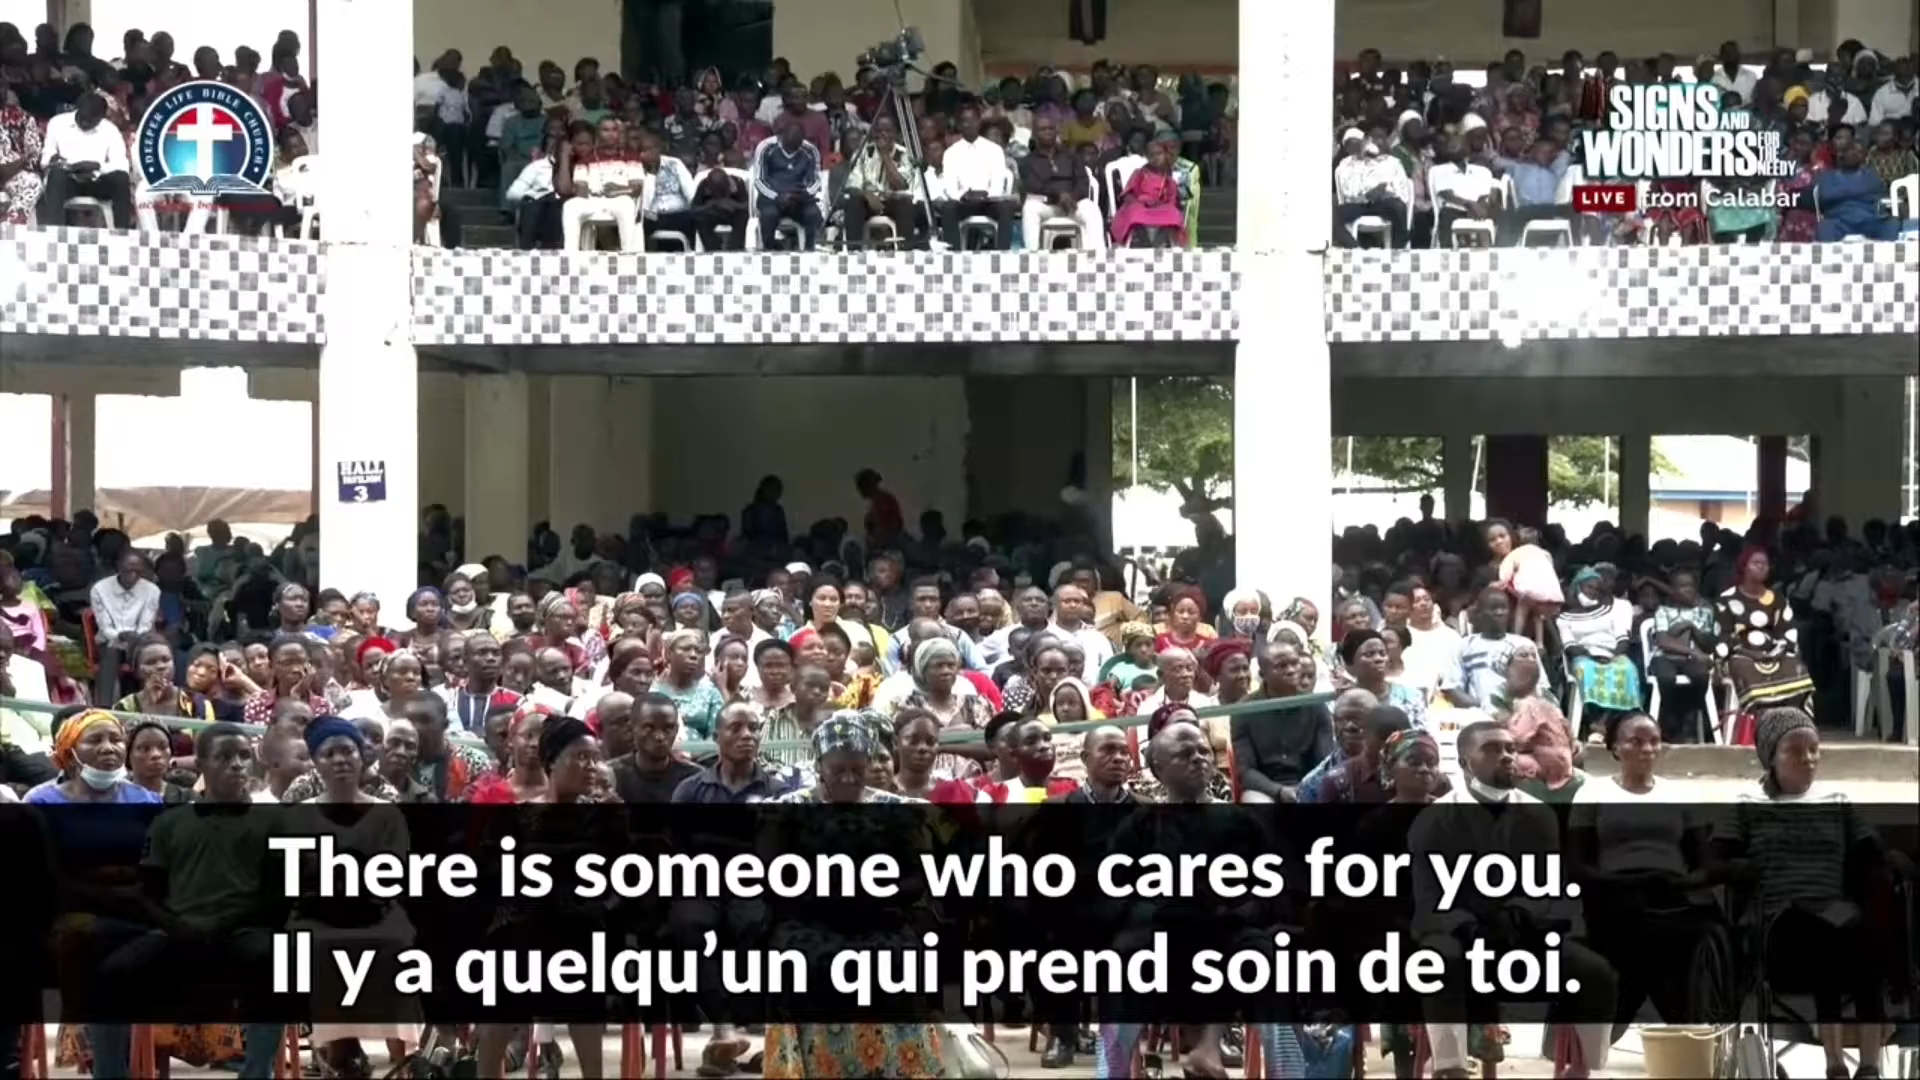 DEEPER LIFE BIBLE CHURCH
SIGNS AND
WONDERS FOR THE NEEDY
LIVE from Calabar
HALL
PAVILION
3
There is someone who cares for you.
Il y a quelqu’un qui prend soin de toi.